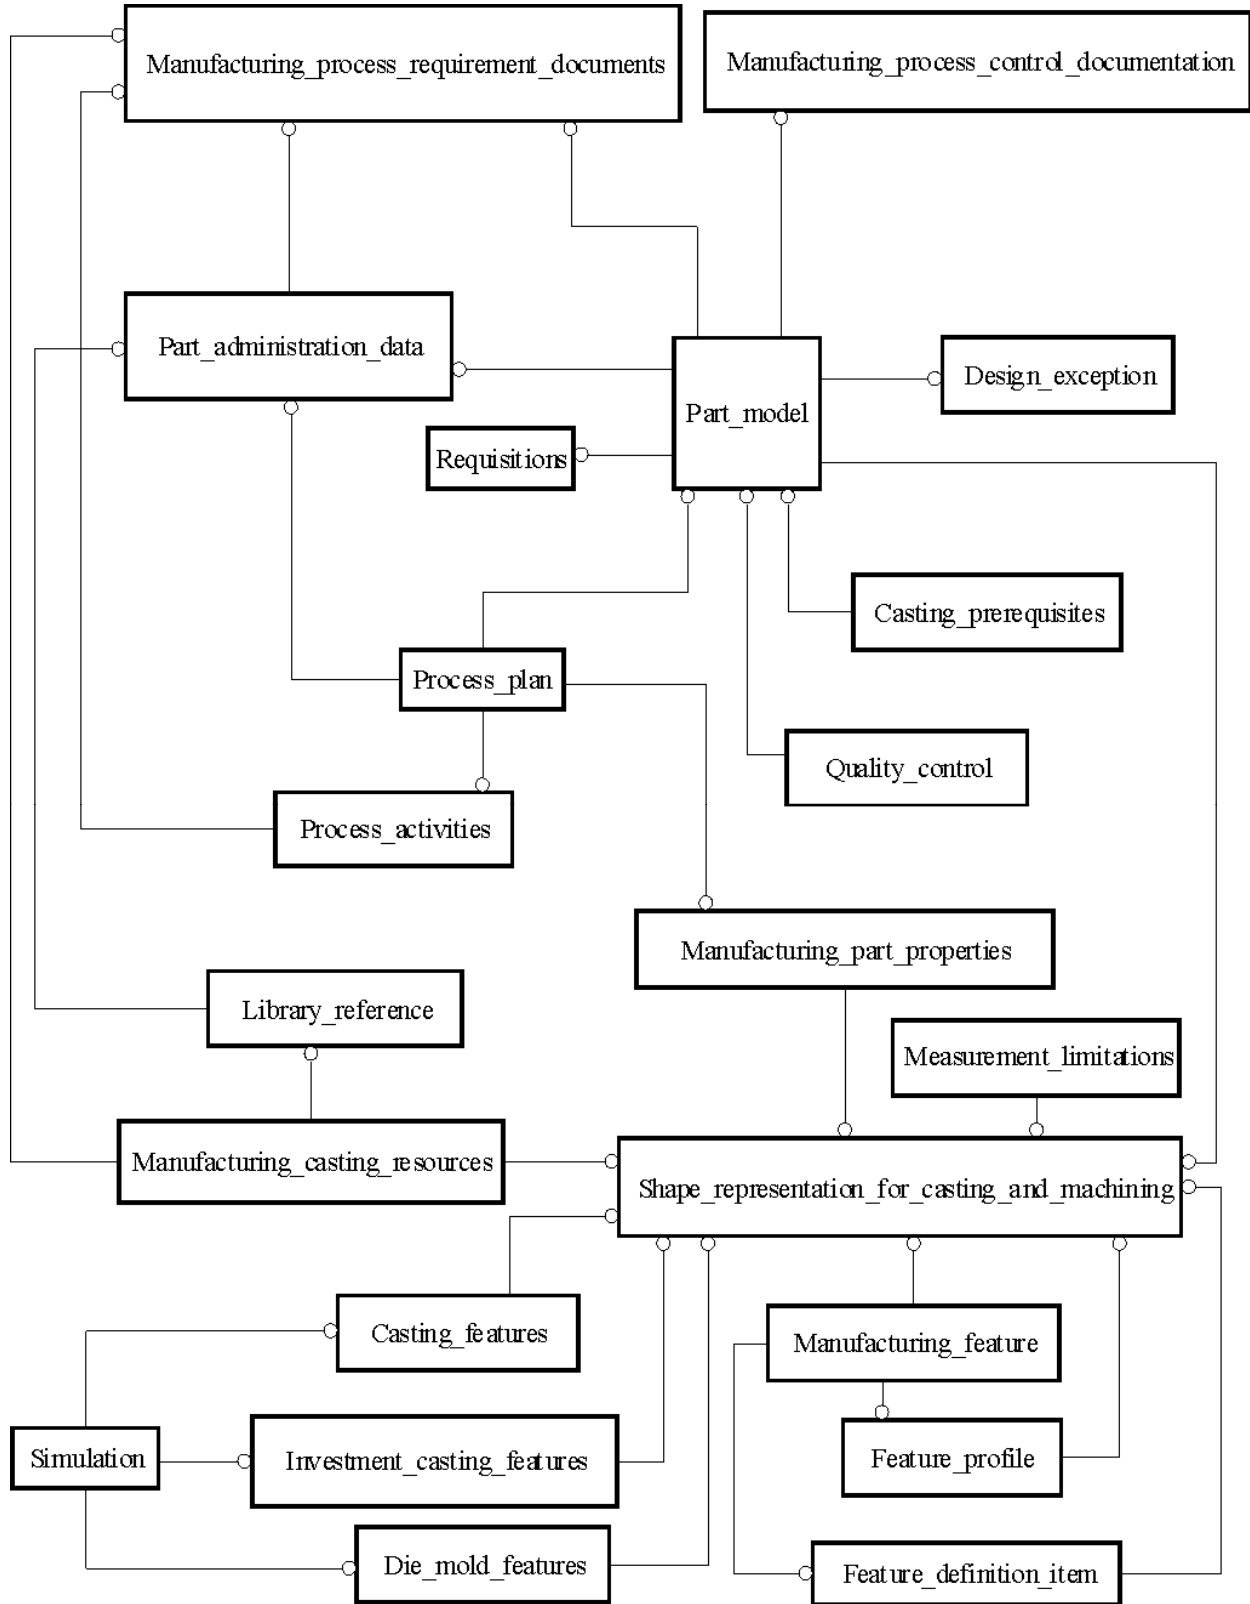 Manufacturing_process_requirement_documents
Manufacturing_process_control_documentation
Part_administration_data
Design_exception
Part_model
Requisitions
Casting_prerequisites
Process_plan
Quality_control
Process_activities
Manufacturing_part_properties
Library_reference
Measurement_limitations
Manufacturing_casting_resources
Shape_representation_for_casting_and_machining
Casting_features
Manufacturing_feature
Simulation
Investment_casting_features
Feature_profile
Die_mold_features
Feature_definition_item